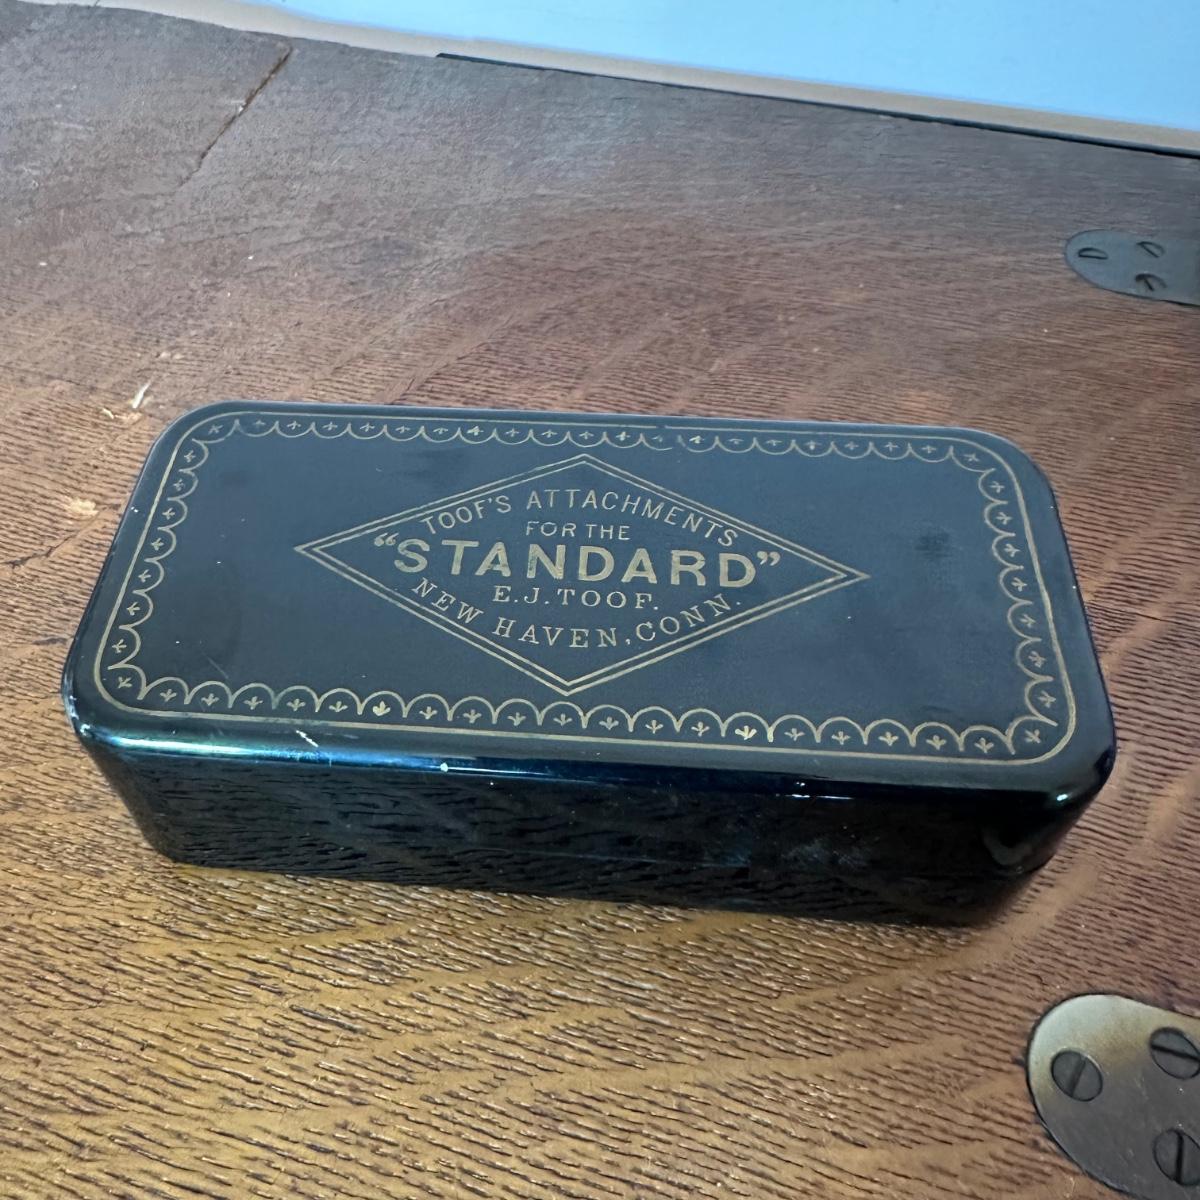 TOOF'S ATTACHMENTS
FOR THE
"STANDARD"
E.J. TOOF.
NEW HAVEN, CONN.